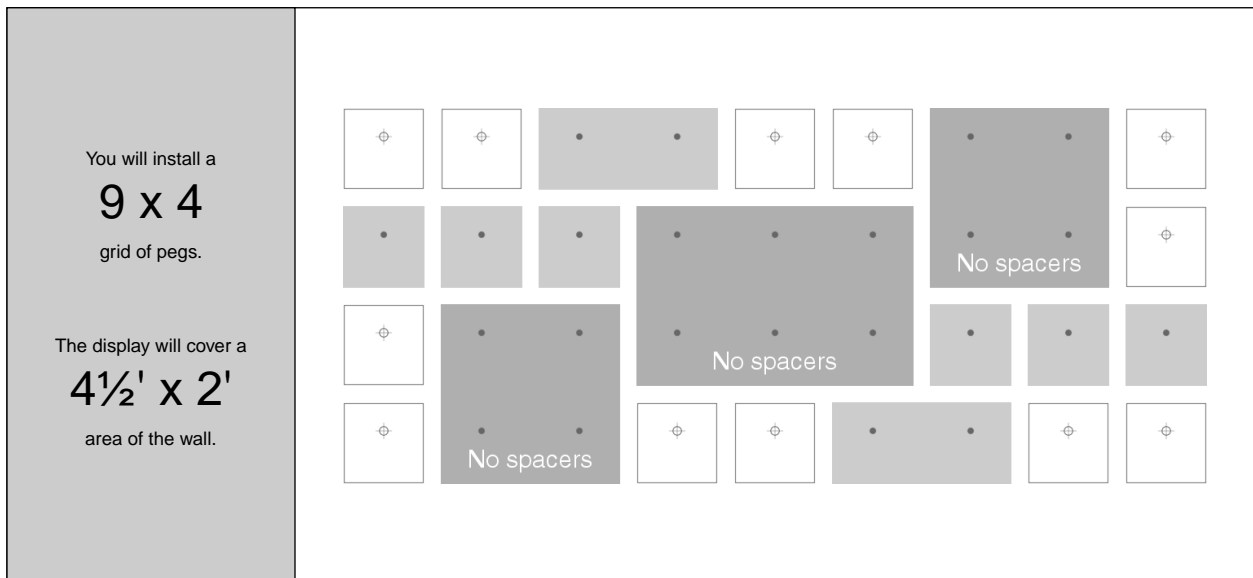 You will install a
9 x 4
grid of pegs.
The display will cover a
4½' x 2'
area of the wall.
No spacers
No spacers
No spacers